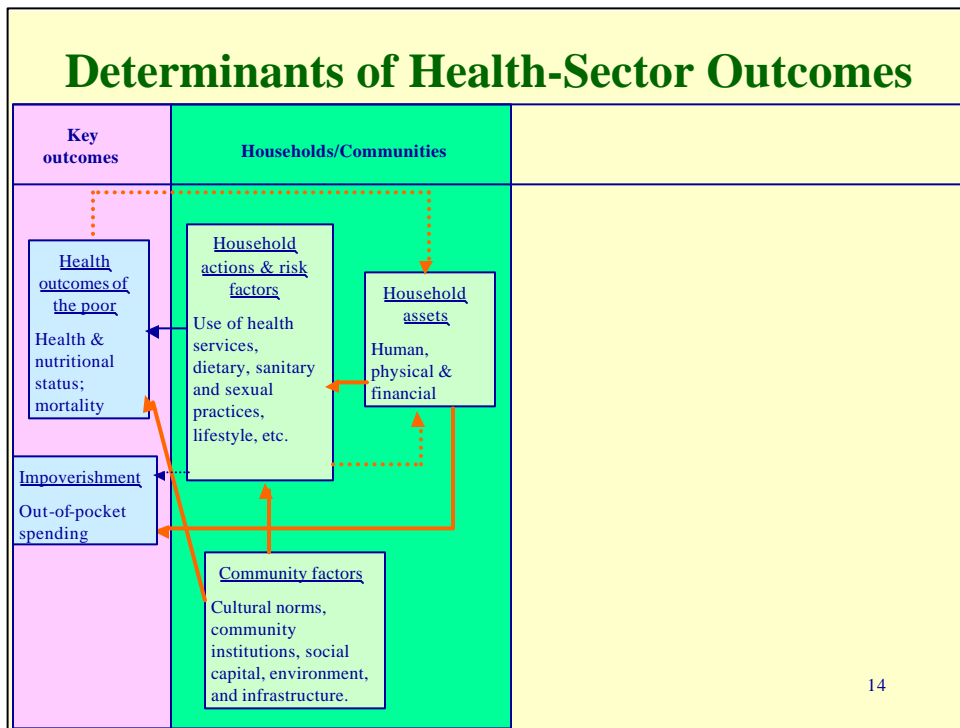 Determinants of Health-Sector Outcomes
Key
outcomes
Households/Communities
Health
outcomes of
the poor
Health &
nutritional
status;
mortality
Impoverishment
Out-of-pocket
spending
Household
actions & risk
factors
Use of health
services,
dietary, sanitary
and sexual
practices,
lifestyle, etc.
Household
assets
Human,
physical &
financial
Community factors
Cultural norms,
community
institutions, social
capital, environment,
and infrastructure.
14